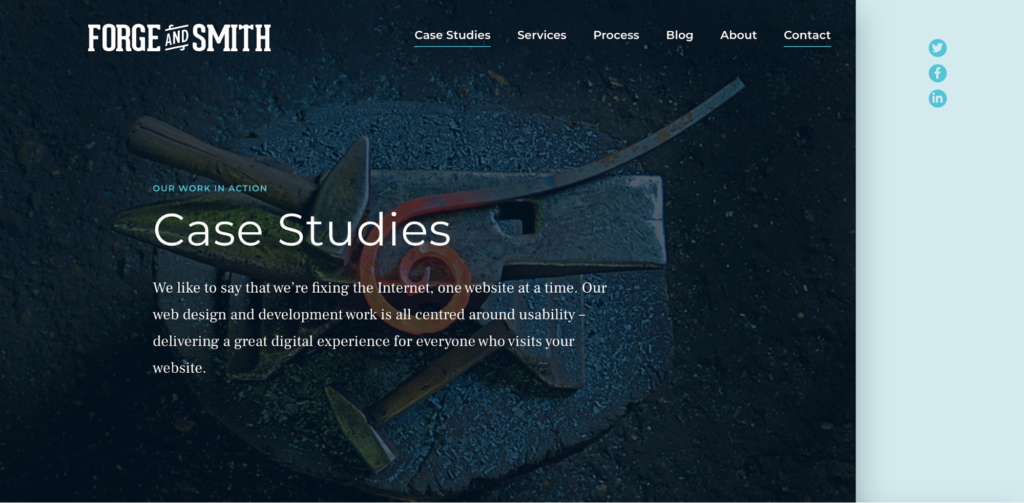 FORGE AND SMITH
Case Studies Services Process Blog About Contact
OUR WORK IN ACTION
Case Studies
We like to say that we’re fixing the Internet, one website at a time. Our
web design and development work is all centred around usability –
delivering a great digital experience for everyone who visits your
website.